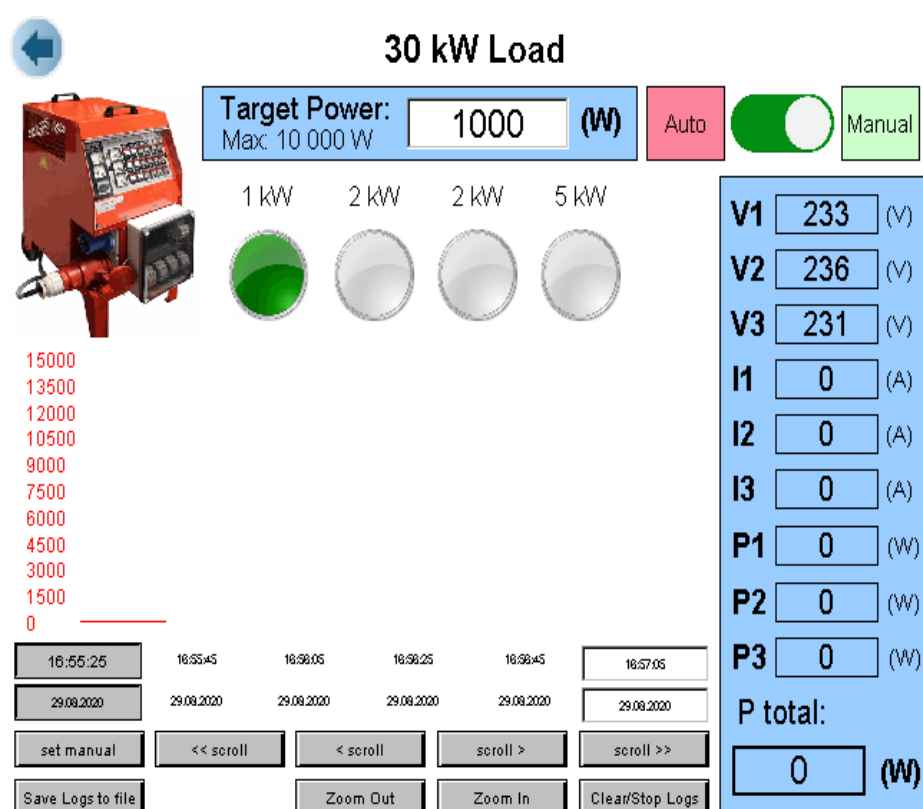 30 kW Load
Target Power:
Max: 10 000 W
1000
(W)
Auto
Manual
1 kW 2 kW 2 kW 5 kW
V1 233 (V)
V2 236 (V)
V3 231 (V)
I1 0 (A)
I2 0 (A)
I3 0 (A)
P1 0 (W)
P2 0 (W)
P3 0 (W)
P total:
0 (W)
15000
13500
12000
10500
9000
7500
6000
4500
3000
1500
0
16:55:25 16:55:45 16:56:05 16:56:25 16:56:45 16:57:05
29.08.2020 29.08.2020 29.08.2020 29.08.2020 29.08.2020 29.08.2020
set manual << scroll < scroll scroll > scroll >>
Save Logs to file Zoom Out Zoom In Clear/Stop Logs